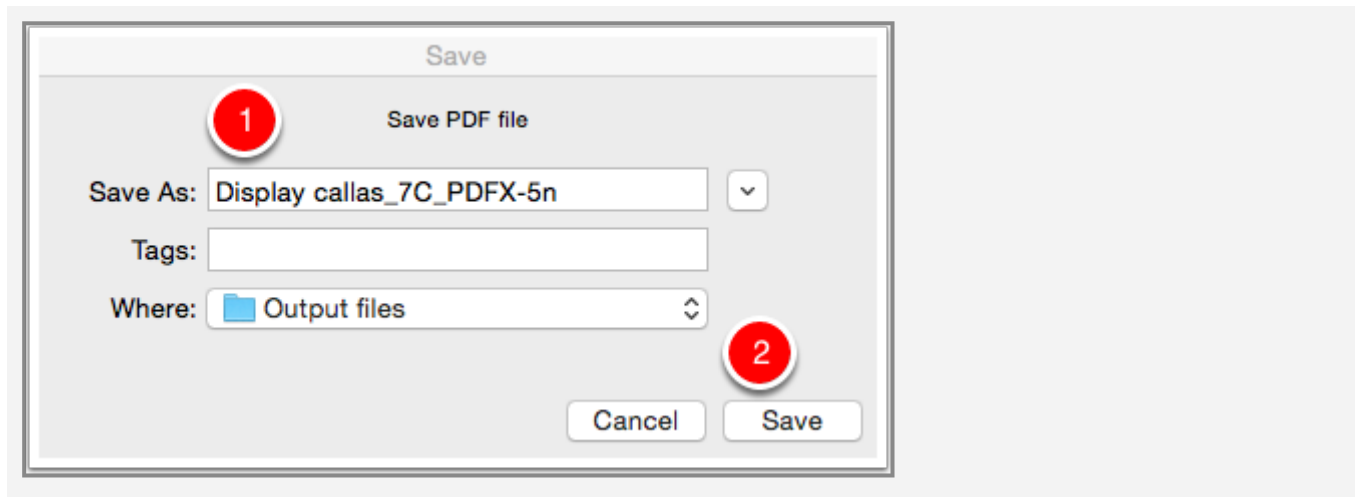 Save
1
Save PDF file
Save As: Display callas_7C_PDFX-5n
Tags:
Where: Output files
2
Cancel Save